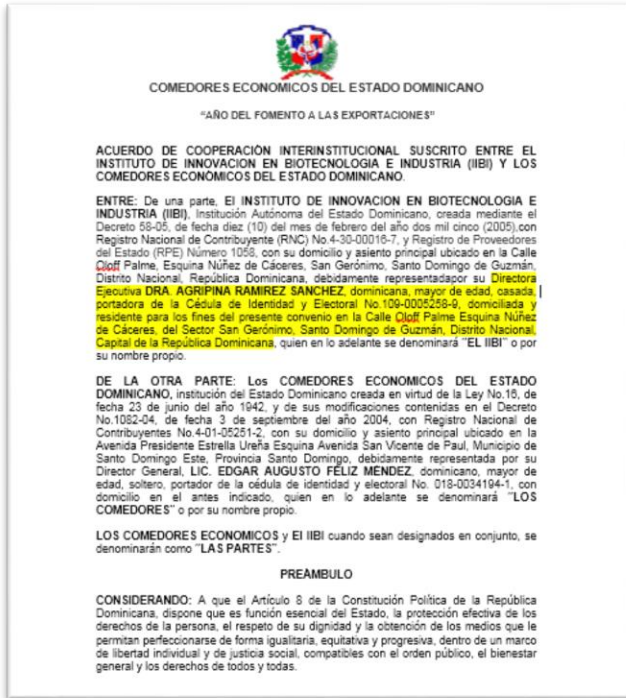 COMEDORES ECONOMICOS DEL ESTADO DOMINICANO
“AÑO DEL FOMENTO A LAS EXPORTACIONES”
ACUERDO DE COOPERACIÓN INTERINSTITUCIONAL SUSCRITO ENTRE EL
INSTITUTO DE INNOVACION EN BIOTECNOLOGIA E INDUSTRIA (IIBI) Y LOS
COMEDORES ECONÓMICOS DEL ESTADO DOMINICANO.
ENTRE: De una parte, El INSTITUTO DE INNOVACION EN BIOTECNOLOGIA E
INDUSTRIA (IIBI), Institución Autónoma del Estado Dominicano, creada mediante el
Decreto 58-05, de fecha diez (10) del mes de febrero del año dos mil cinco (2005),con
Registro Nacional de Contribuyente (RNC) No.4-30-00016-7, y Registro de Proveedores
del Estado (RPE) Número 1058, con su domicilio y asiento principal ubicado en la Calle
Oloff Palme, Esquina Núñez de Cáceres, San Gerónimo, Santo Domingo de Guzmán,
Distrito Nacional, República Dominicana, debidamente representadapor su Directora
Ejecutiva DRA. AGRIPINA RAMIREZ SANCHEZ, dominicana, mayor de edad, casada,
portadora de la Cédula de Identidad y Electoral No.109-0005258-9, domiciliada y
residente para los fines del presente convenio en la Calle Oloff Palme Esquina Núñez
de Cáceres, del Sector San Gerónimo, Santo Domingo de Guzmán, Distrito Nacional,
Capital de la República Dominicana, quien en lo adelante se denominará "EL IIBI" o por
su nombre propio.
DE LA OTRA PARTE: Los COMEDORES ECONOMICOS DEL ESTADO
DOMINICANO, institución del Estado Dominicano creada en virtud de la Ley No.16, de
fecha 23 de junio del año 1942, y de sus modificaciones contenidas en el Decreto
No.1082-04, de fecha 3 de septiembre del año 2004, con Registro Nacional de
Contribuyentes No.4-01-05251-2, con su domicilio y asiento principal ubicado en la
Avenida Presidente Estrella Ureña Esquina Avenida San Vicente de Paul, Municipio de
Santo Domingo Este, Provincia Santo Domingo, debidamente representada por su
Director General, LIC. EDGAR AUGUSTO FÉLIZ MENDEZ, dominicano, mayor de
edad, soltero, portador de la cédula de identidad y electoral No. 018-0034194-1, con
domicilio en el antes indicado, quien en lo adelante se denominará "LOS
COMEDORES" o por su nombre propio.
LOS COMEDORES ECONOMICOS y El IIBI cuando sean designados en conjunto, se
denominarán como "LAS PARTES".
PREÁMBULO
CONSIDERANDO: A que el Artículo 8 de la Constitución Política de la República
Dominicana, dispone que es función esencial del Estado, la protección efectiva de los
derechos de la persona, el respeto de su dignidad y la obtención de los medios que le
permitan perfeccionarse de forma igualitaria, equitativa y progresiva, dentro de un marco
de libertad individual y de justicia social, compatibles con el orden público, el bienestar
general y los derechos de todos y todas.